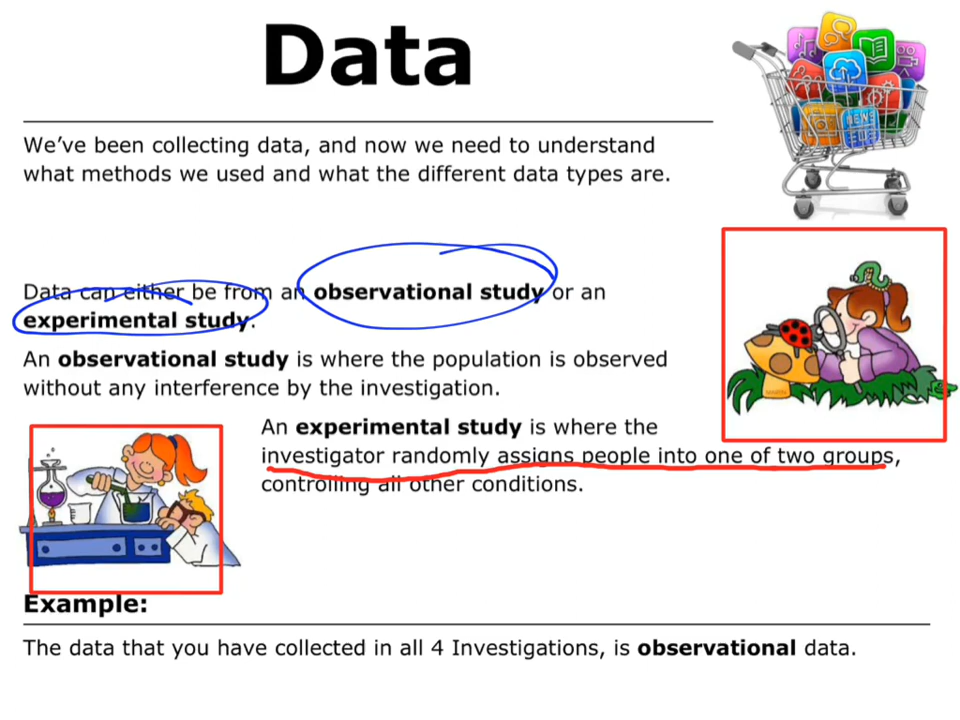 Data
We've been collecting data, and now we need to understand
what methods we used and what the different data types are.
Data can either be from an observational study or an
experimental study.
An observational study is where the population is observed
without any interference by the investigation.
An experimental study is where the
investigator randomly assigns people into one of two groups,
controlling all other conditions.
Example:
The data that you have collected in all 4 Investigations, is observational data.